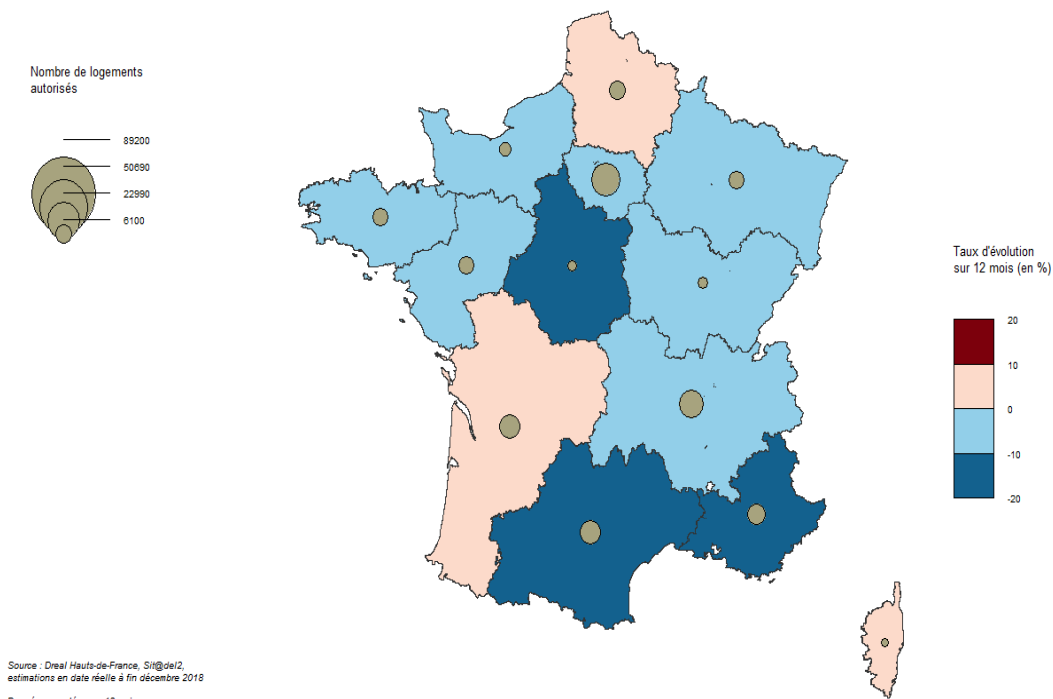 Nombre de logements
autorisés
89200
50690
22990
6100
Taux d'évolution
sur 12 mois (en %)
20
10
0
-10
-20
Source : Dreal Hauts-de-France, Sit@del2,
estimations en date réelle à fin décembre 2018